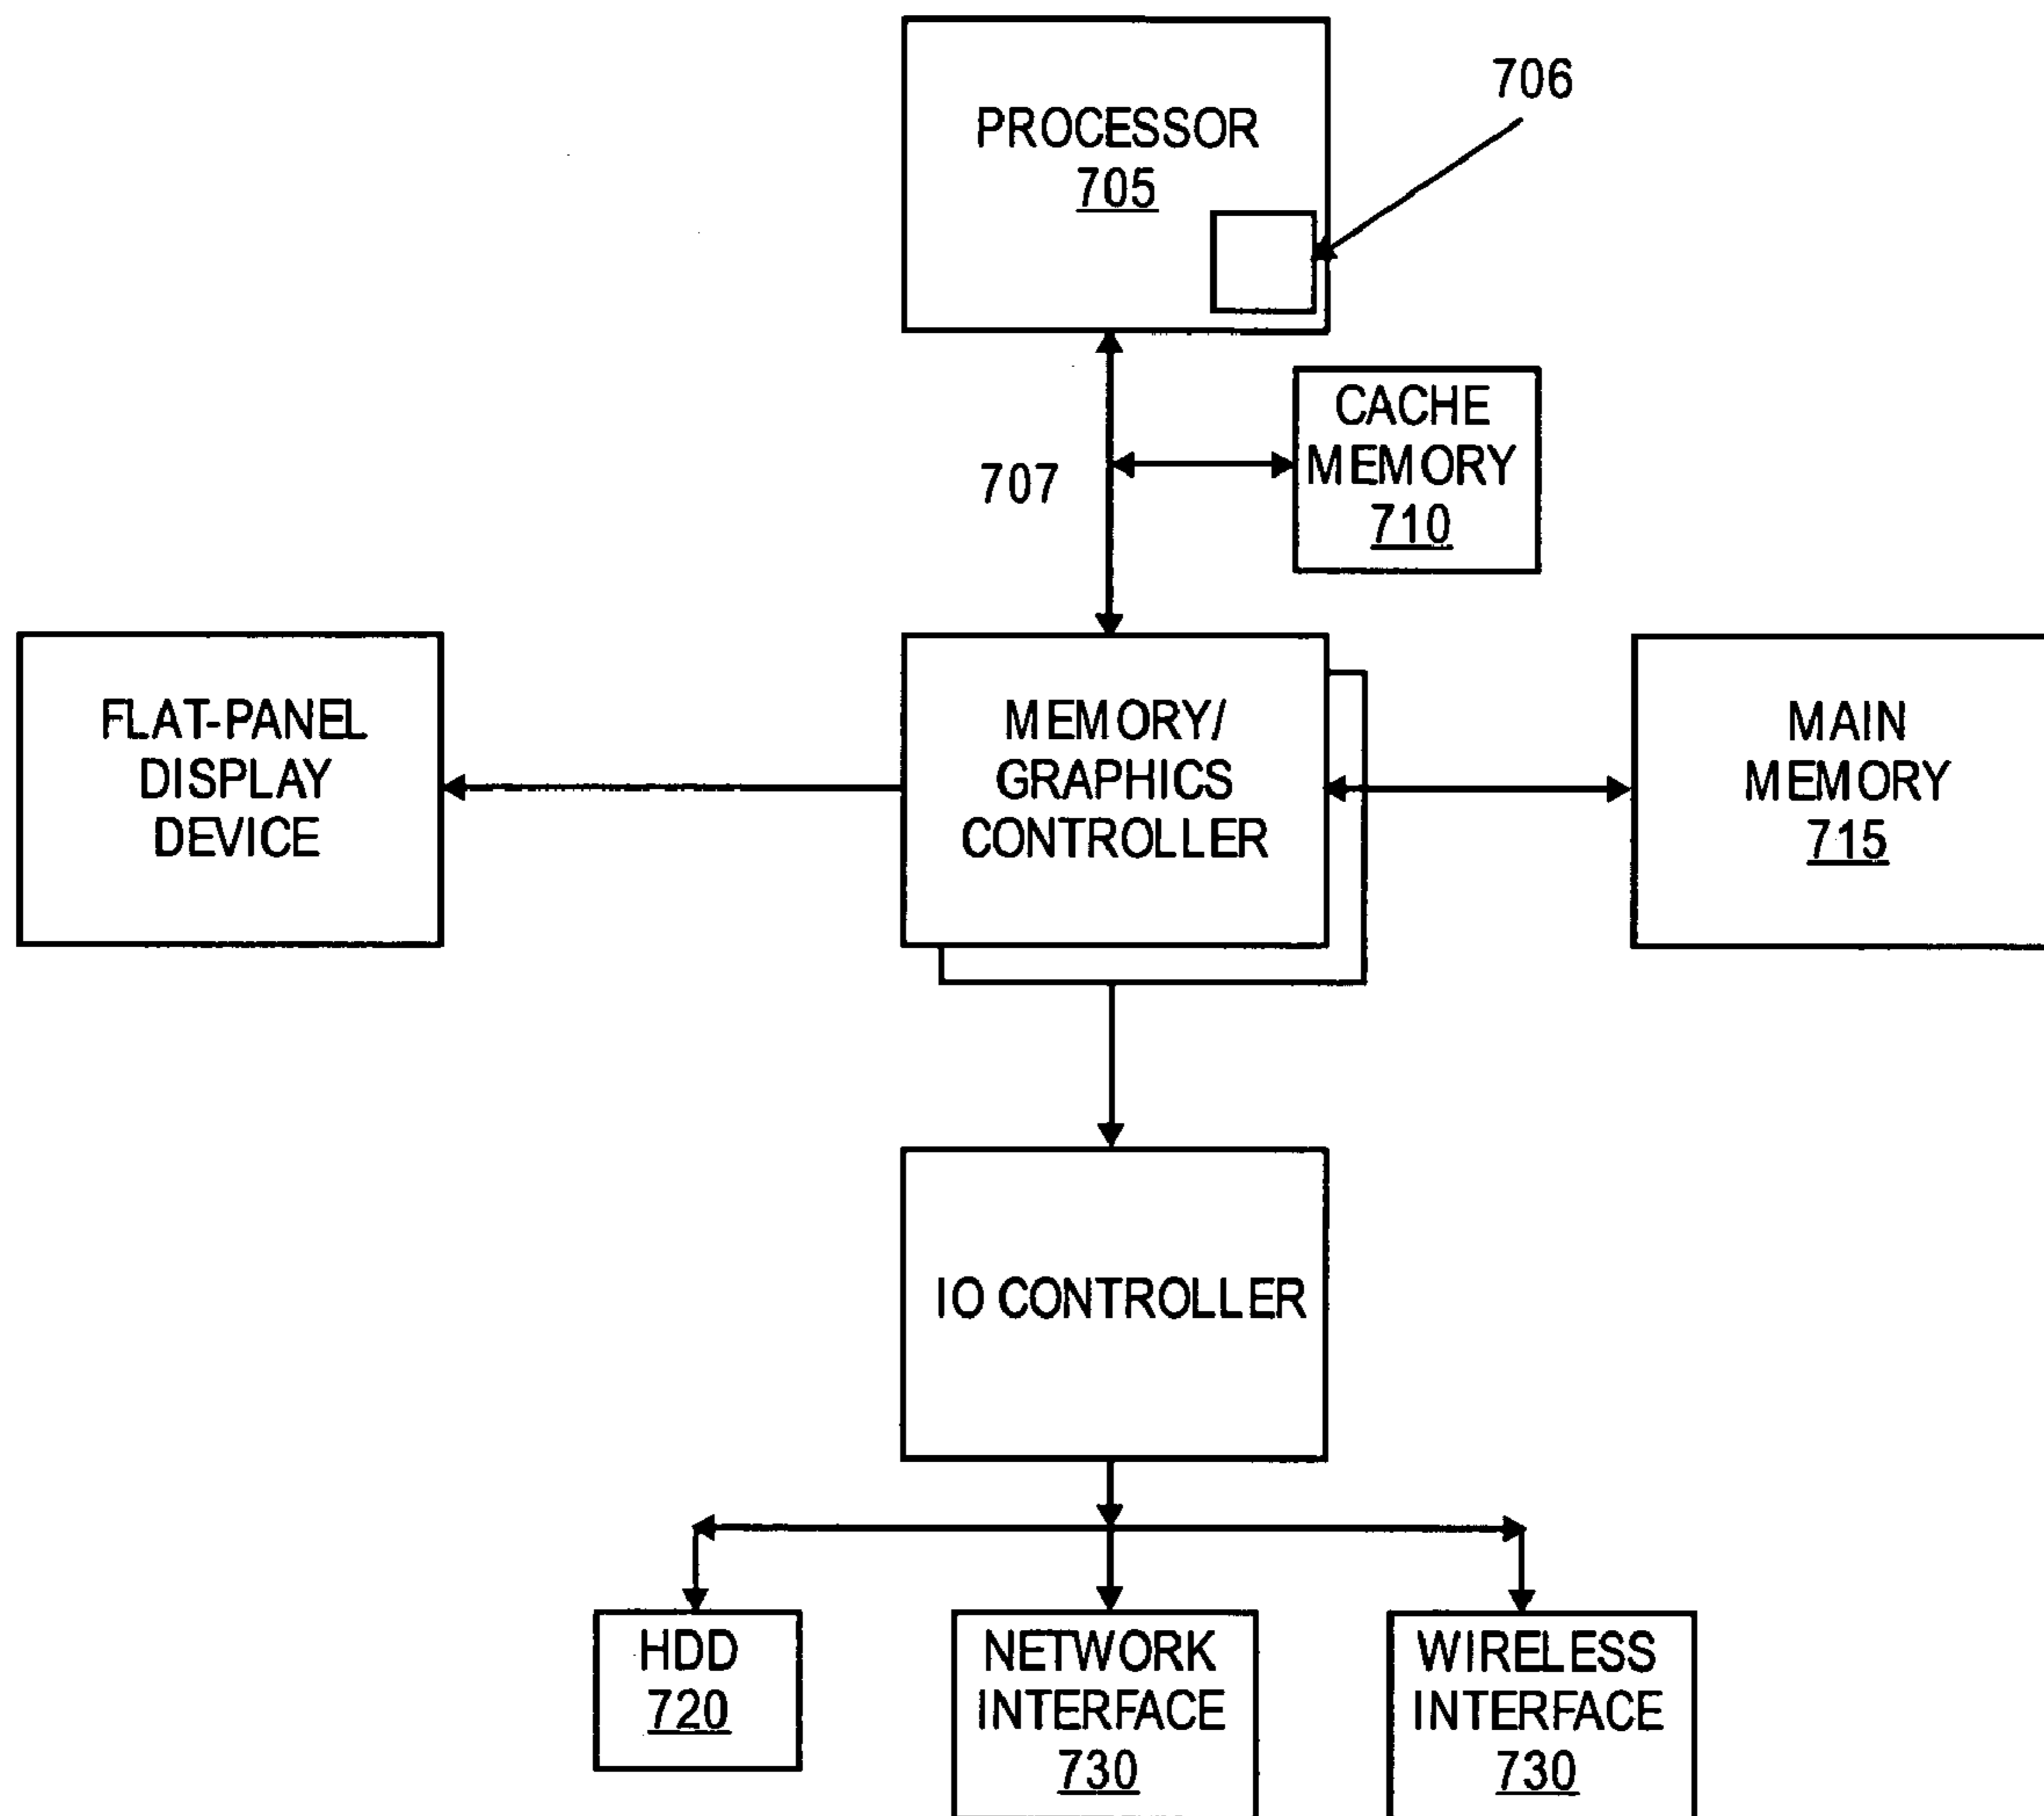 PROCESSOR
705
706
CACHE
MEMORY
710
707
FLAT-PANEL
DISPLAY
DEVICE
MEMORY/
GRAPHICS
CONTROLLER
MAIN
MEMORY
715
IO CONTROLLER
HDD
720
NETWORK
INTERFACE
730
WIRELESS
INTERFACE
730